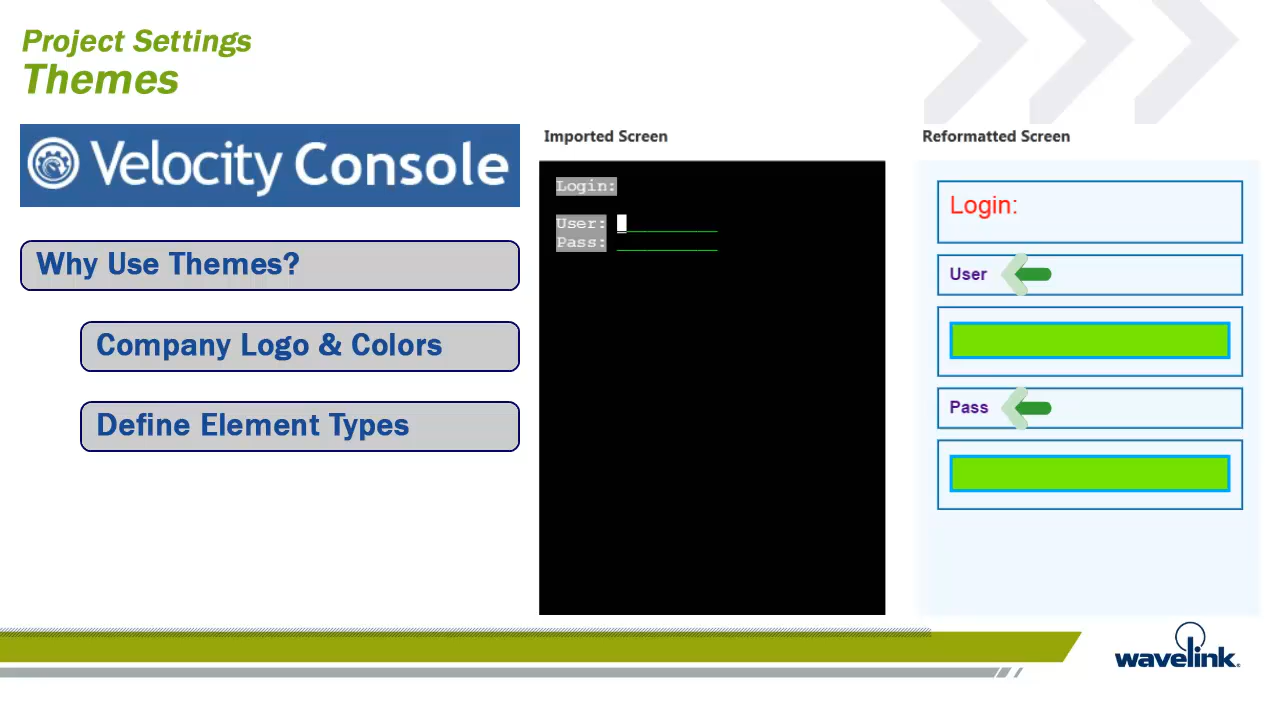 Project Settings
Themes
Velocity Console
Why Use Themes?
Company Logo & Colors
Define Element Types
Imported Screen
Login:
User:
Pass:
Reformatted Screen
Login:
User
Pass
wavelink